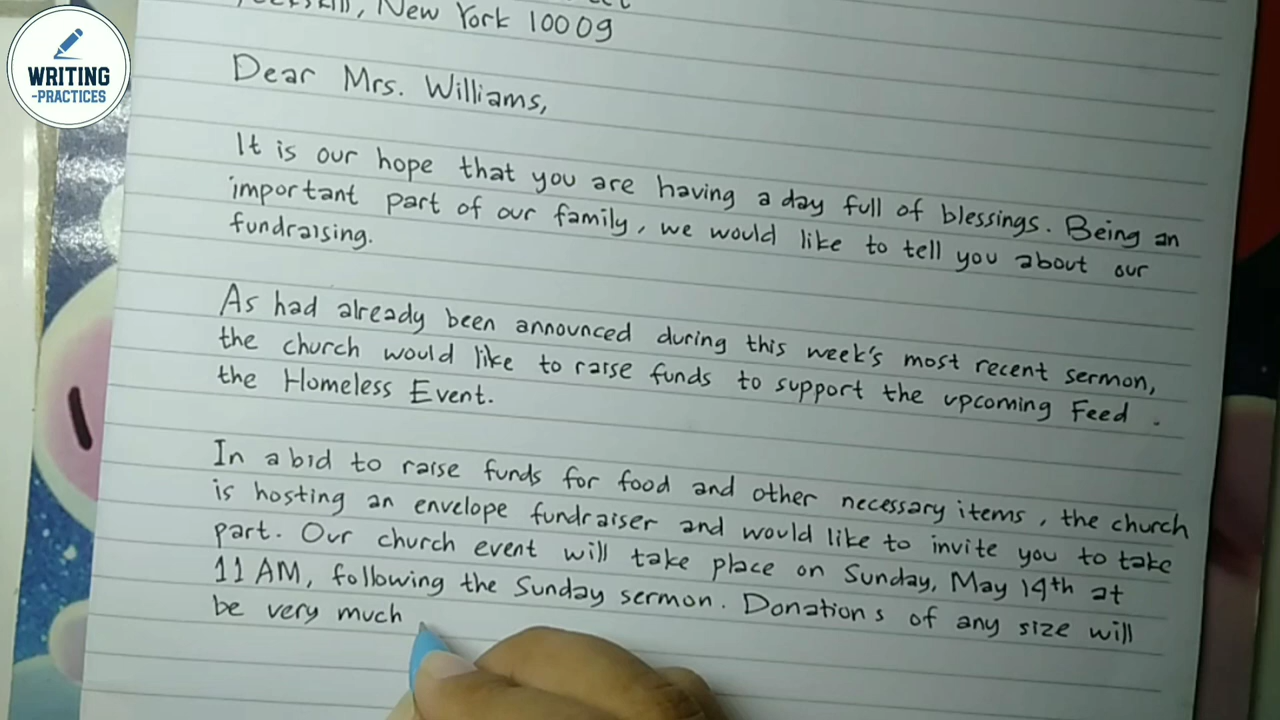 WRITING
-PRACTICES
New York 10009
Dear Mrs. Williams,
It is our hope that you are having a day full of blessings. Being an
important part of our family, we would like to tell you about our
fundraising.
As had already been announced during this week's most recent sermon,
the church would like to raise funds to support the upcoming Feed.
the Homeless Event.
In a bid to raise funds for food and other necessary items, the church
is hosting an envelope fundraiser and would like to invite you to take
part. Our church event will take place on Sunday, May 14th at
11 AM, following the Sunday sermon. Donations of any size will
be very much